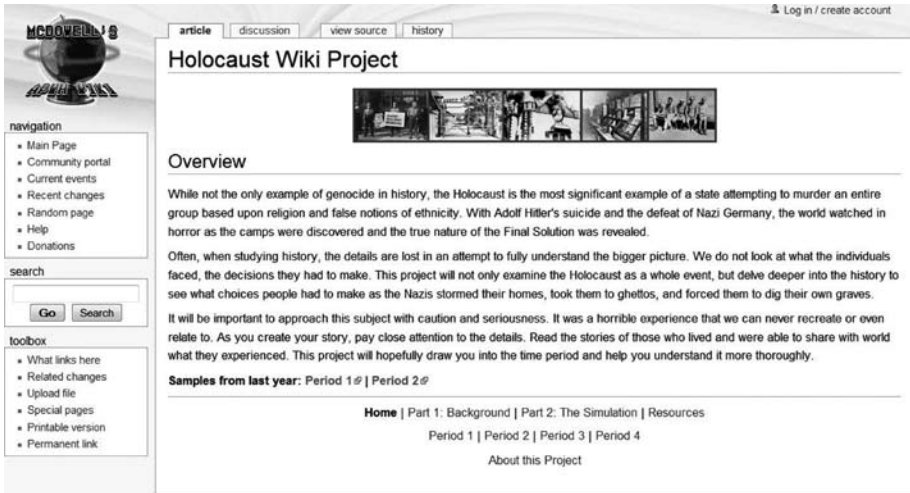 Log in / create account
MCDOWELL'S
APWH WIKI
article
discussion
view source
history
Holocaust Wiki Project
navigation
Main Page
Community portal
Current events
Recent changes
Random page
Help
Donations
search
Go
Search
toolbox
What links here
Related changes
Upload file
Special pages
Printable version
Permanent link
Overview
While not the only example of genocide in history, the Holocaust is the most significant example of a state attempting to murder an entire
group based upon religion and false notions of ethnicity. With Adolf Hitler's suicide and the defeat of Nazi Germany, the world watched in
horror as the camps were discovered and the true nature of the Final Solution was revealed.
Often, when studying history, the details are lost in an attempt to fully understand the bigger picture. We do not look at what the individuals
faced, the decisions they had to make. This project will not only examine the Holocaust as a whole event, but delve deeper into the history to
see what choices people had to make as the Nazis stormed their homes, took them to ghettos, and forced them to dig their own graves.
It will be important to approach this subject with caution and seriousness. It was a horrible experience that we can never recreate or even
relate to. As you create your story, pay close attention to the details. Read the stories of those who lived and were able to share with world
what they experienced. This project will hopefully draw you into the time period and help you understand it more thoroughly.
Samples from last year: Period 1 | Period 2
Home | Part 1: Background | Part 2: The Simulation | Resources
Period 1 | Period 2 | Period 3 | Period 4
About this Project